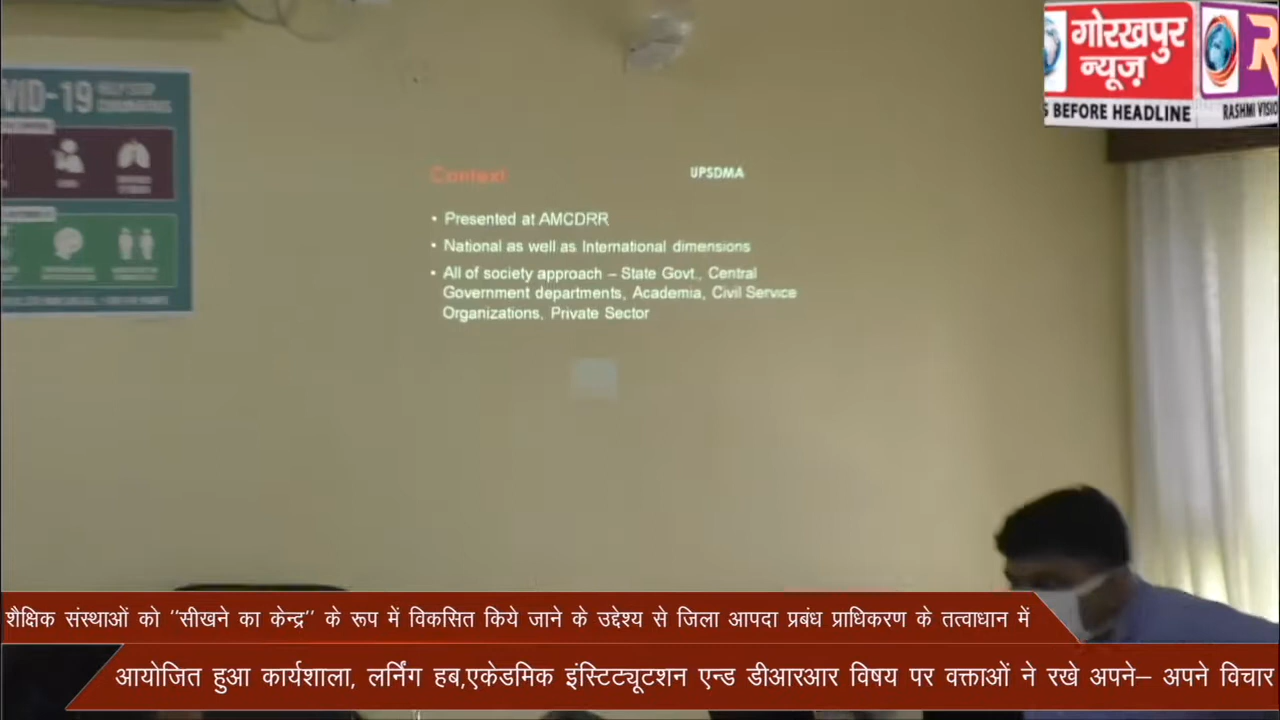 गोरखपुर
न्यूज़
BEFORE HEADLINE
RASHMI
Context
UPSDMA
• Presented at AMCDRR
• National as well as International dimensions
• All of society approach – State Govt., Central
Government departments, Academia, Civil Service
Organizations, Private Sector
शैक्षिक संस्थाओं को ''सीखने का केन्द्र'' के रूप में विकसित किये जाने के उद्देश्य से जिला आपदा प्रबंध प्राधिकरण के तत्वाधान में
आयोजित हुआ कार्यशाला, लर्निंग हब,एकेडमिक इंस्टिट्यूटशन एन्ड डीआरआर विषय पर वक्ताओं ने रखे अपने– अपने विचार